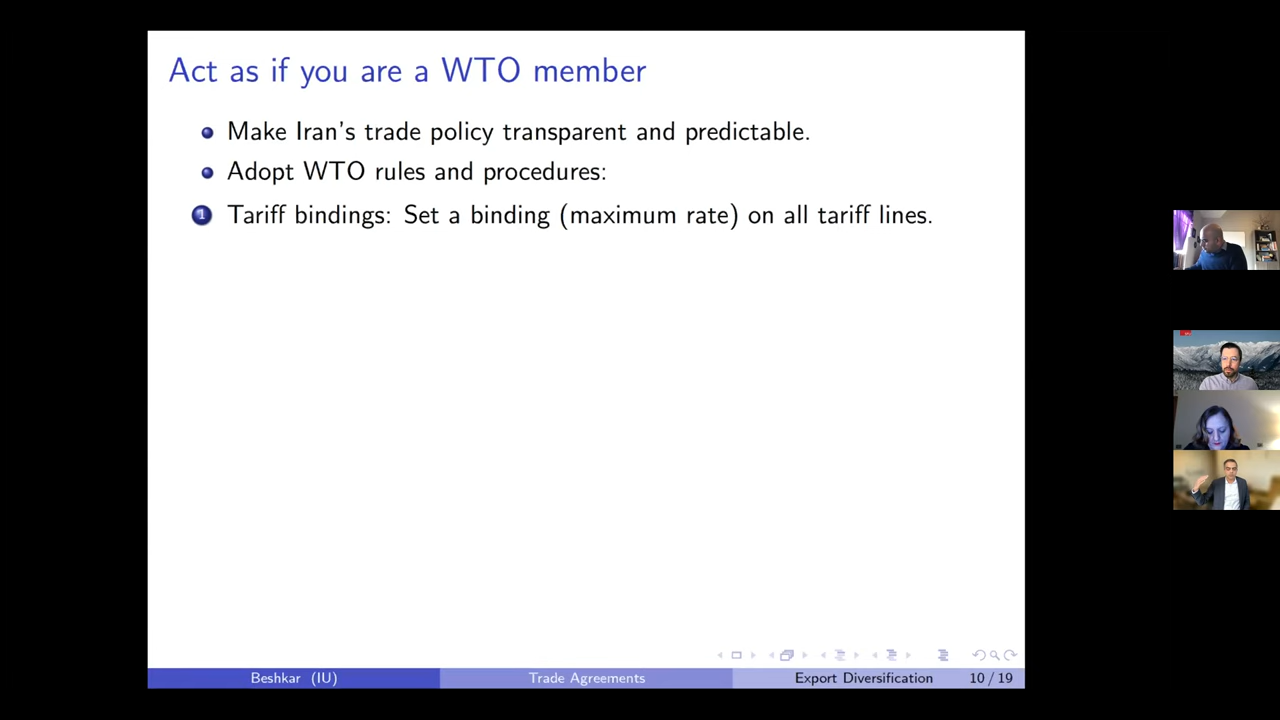 Act as if you are a WTO member
Make Iran's trade policy transparent and predictable.
Adopt WTO rules and procedures:
1 Tariff bindings: Set a binding (maximum rate) on all tariff lines.
Beshkar (IU) Trade Agreements Export Diversification 10 / 19